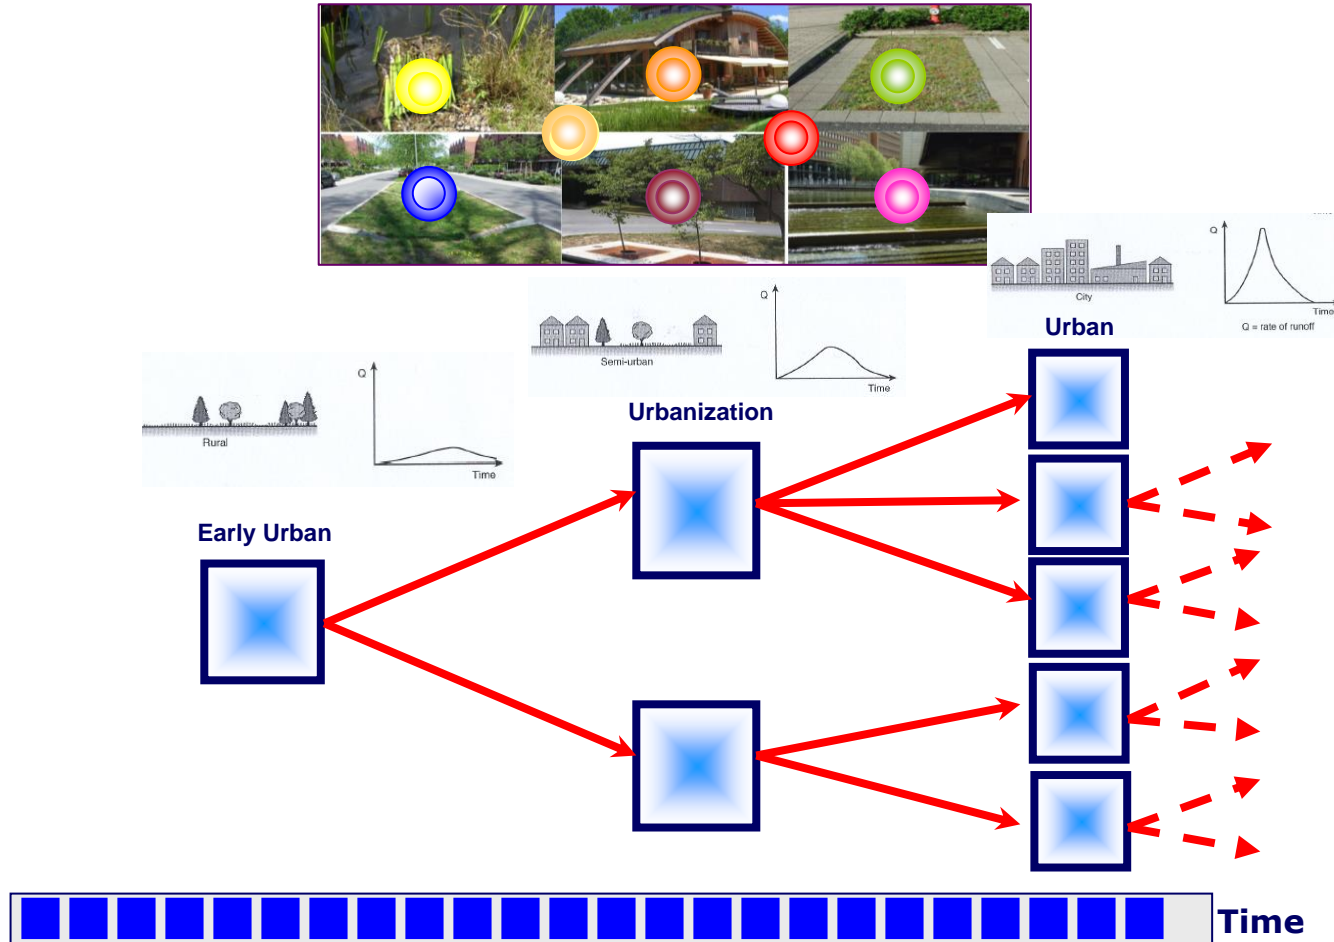 Q
City
Time
Q = rate of runoff
Urban
Q
Semi-urban
Time
Urbanization
Q
Rural
Time
Early Urban
Time